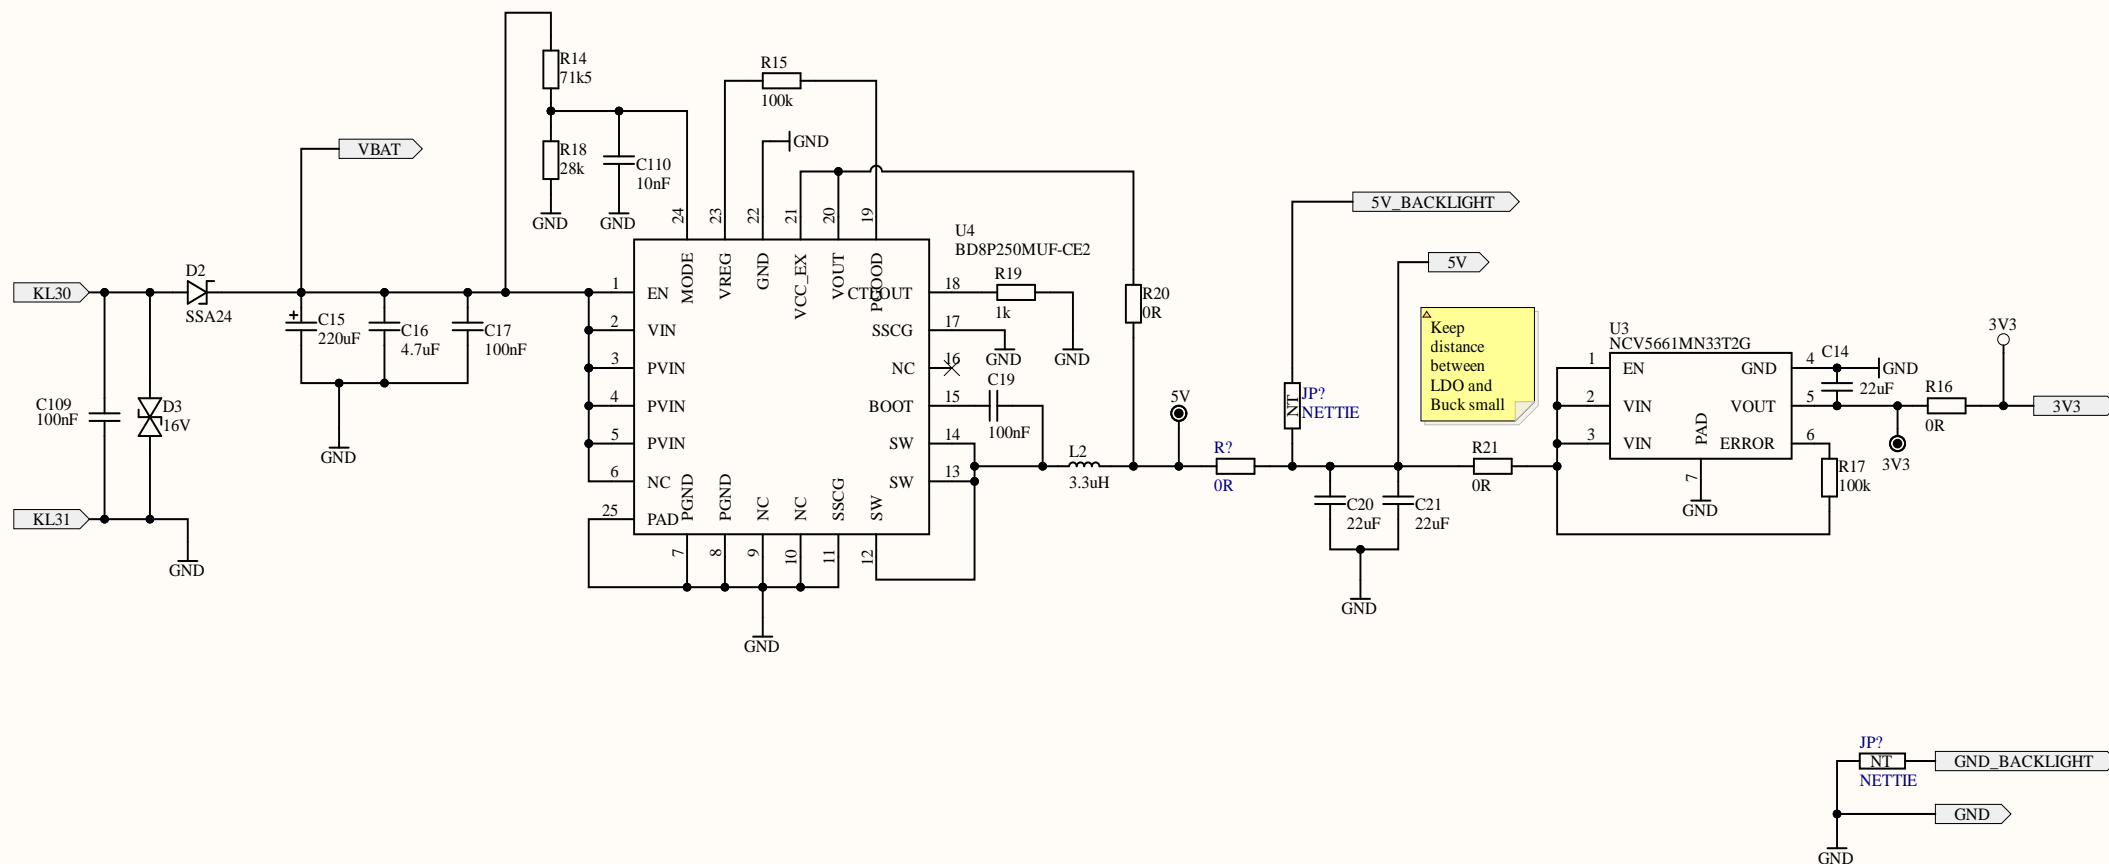 R14
71k5
R15
100k
VBAT
GND
R18
28k
C110
10nF
GND
GND
24
23
22
21
20
19
U4
BD8P250MUF-CE2
5V_BACKLIGHT
5V
KL30
D2
SSA24
C15
220uF
C16
4.7uF
C17
100nF
GND
C109
100nF
D3
16V
KL31
GND
1
2
3
4
5
6
25
EN
VIN
PVIN
PVIN
PVIN
NC
PAD
MODE
VREG
GND
VCC_EX
VOUT
PGOOD
CTLOUT
SSCG
NC
BOOT
SW
SW
PGND
PGND
NC
NC
SSCG
SW
7
8
9
10
11
12
GND
18
17
16
15
14
13
R19
1k
GND
GND
C19
100nF
L2
3.3uH
R20
0R
5V
R?
0R
JP?
NETTIE
NT
Keep
distance
between
LDO and
Buck small
C20
22uF
C21
22uF
GND
R21
0R
U3
NCV5661MN33T2G
1
2
3
EN
VIN
VIN
PAD
GND
VOUT
ERROR
7
GND
4
5
6
C14
22uF
GND
R17
100k
R16
0R
3V3
3V3
3V3
JP?
NT
NETTIE
GND_BACKLIGHT
GND
GND